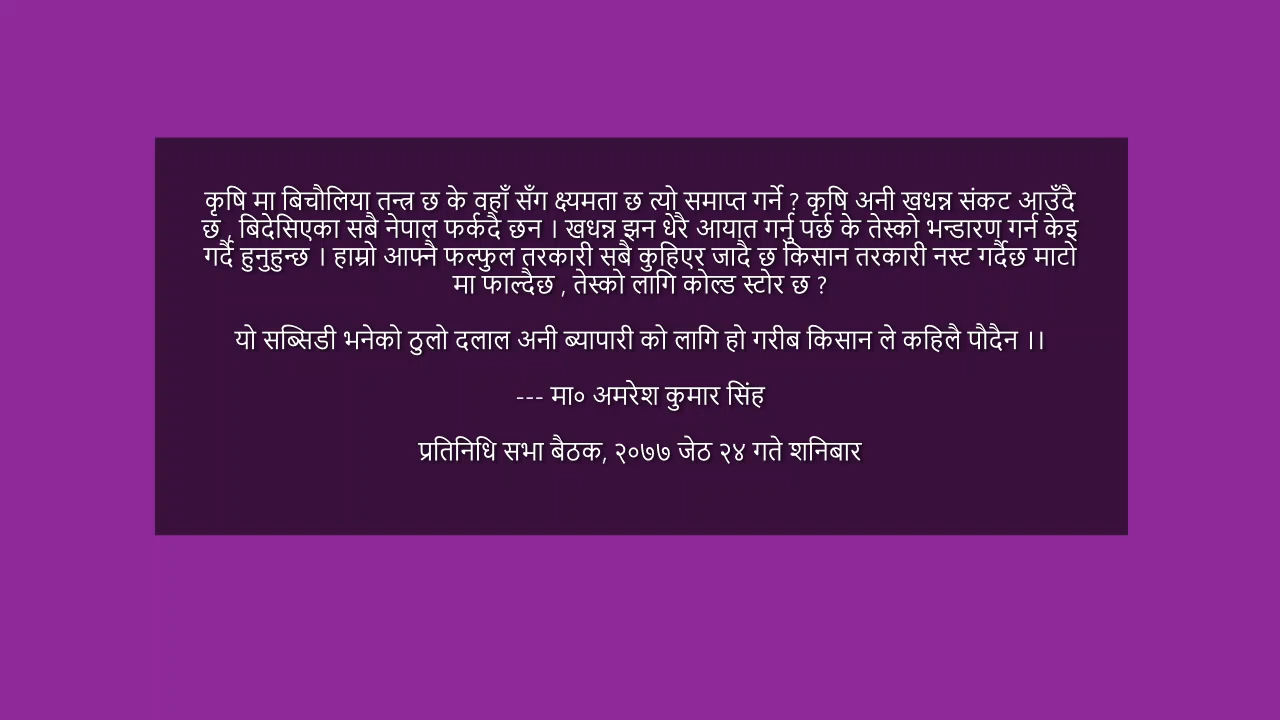 कृषि मा बिचौलिया तन्त्र छ के वहाँ सँग क्ष्यमता छ त्यो समाप्त गर्ने ? कृषि अनी खधन्न संकट आउँदै
छ , बिदेसिएका सबै नेपाल फर्कदै छन । खधन्न झन धेरै आयात गर्नु पर्छ के तेस्को भन्डारण गर्न केइ
गर्दै हुनुहुन्छ । हाम्रो आफ्नै फल्फुल तरकारी सबै कुहिएर जादै छ किसान तरकारी नस्ट गर्दैछ माटो
मा फाल्दैछ , तेस्को लागि कोल्ड स्टोर छ ?
यो सब्सिडी भनेको ठुलो दलाल अनी ब्यापारी को लागि हो गरीब किसान ले कहिलै पौदैन ।।
--- मा० अमरेश कुमार सिंह
प्रतिनिधि सभा बैठक, २०७७ जेठ २४ गते शनिबार